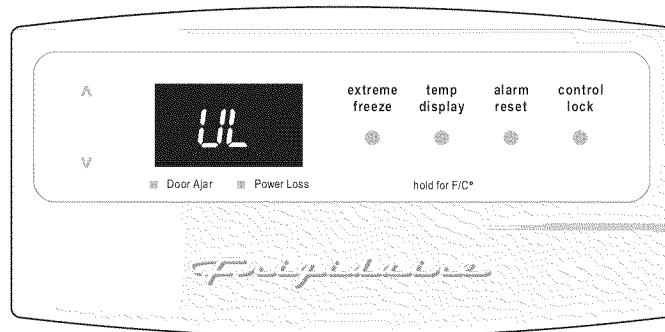 extreme freeze
temp display
alarm reset
control lock
UL
Door Ajar
Power Loss
hold for F/C°
Frigidaire